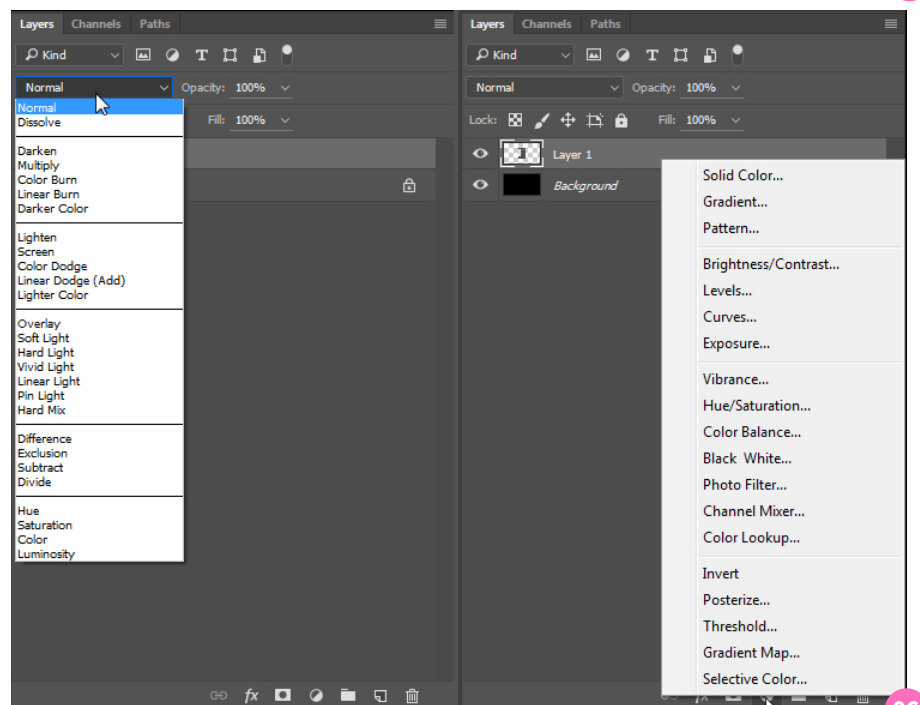 Layers Channels Paths
Kind
Normal Opacity: 100%
Normal
Dissolve
Fill: 100%
Darken
Multiply
Color Burn
Linear Burn
Darker Color
Lighten
Screen
Color Dodge
Linear Dodge (Add)
Lighter Color
Overlay
Soft Light
Hard Light
Vivid Light
Linear Light
Pin Light
Hard Mix
Difference
Exclusion
Subtract
Divide
Hue
Saturation
Color
Luminosity
fx
Layers Channels Paths
Kind
Normal Opacity: 100%
Lock: Fill: 100%
Layer 1
Background
Solid Color...
Gradient...
Pattern...
Brightness/Contrast...
Levels...
Curves...
Exposure...
Vibrance...
Hue/Saturation...
Color Balance...
Black White...
Photo Filter...
Channel Mixer...
Color Lookup...
Invert
Posterize...
Threshold...
Gradient Map...
Selective Color...